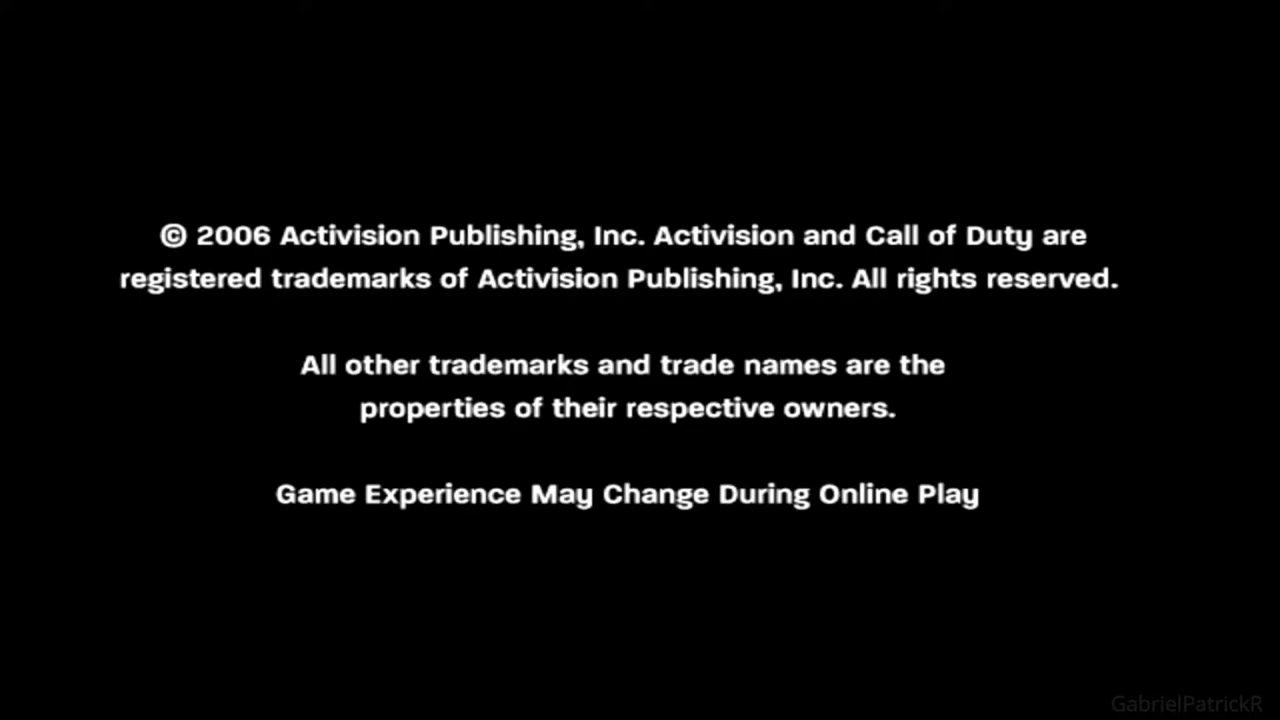 © 2006 Activision Publishing, Inc. Activision and Call of Duty are
registered trademarks of Activision Publishing, Inc. All rights reserved.
All other trademarks and trade names are the
properties of their respective owners.
Game Experience May Change During Online Play
GabrielPatrickR